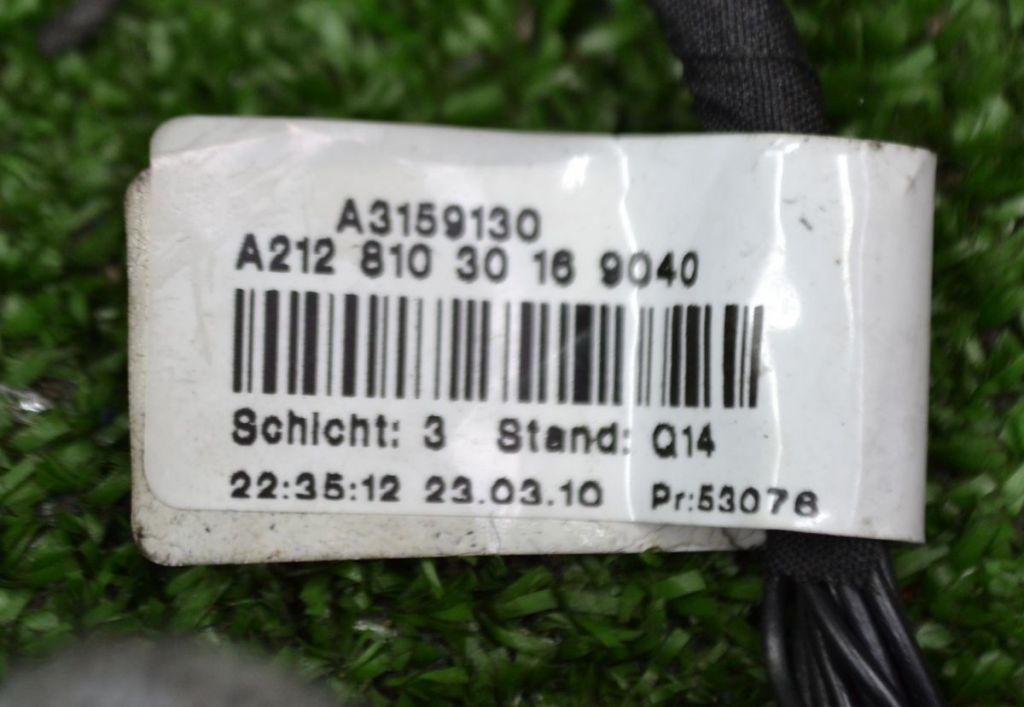 A3159130
A212 810 30 16 9040
Schicht: 3 Stand: Q14
22:35:12 23.03.10 Pr:53076